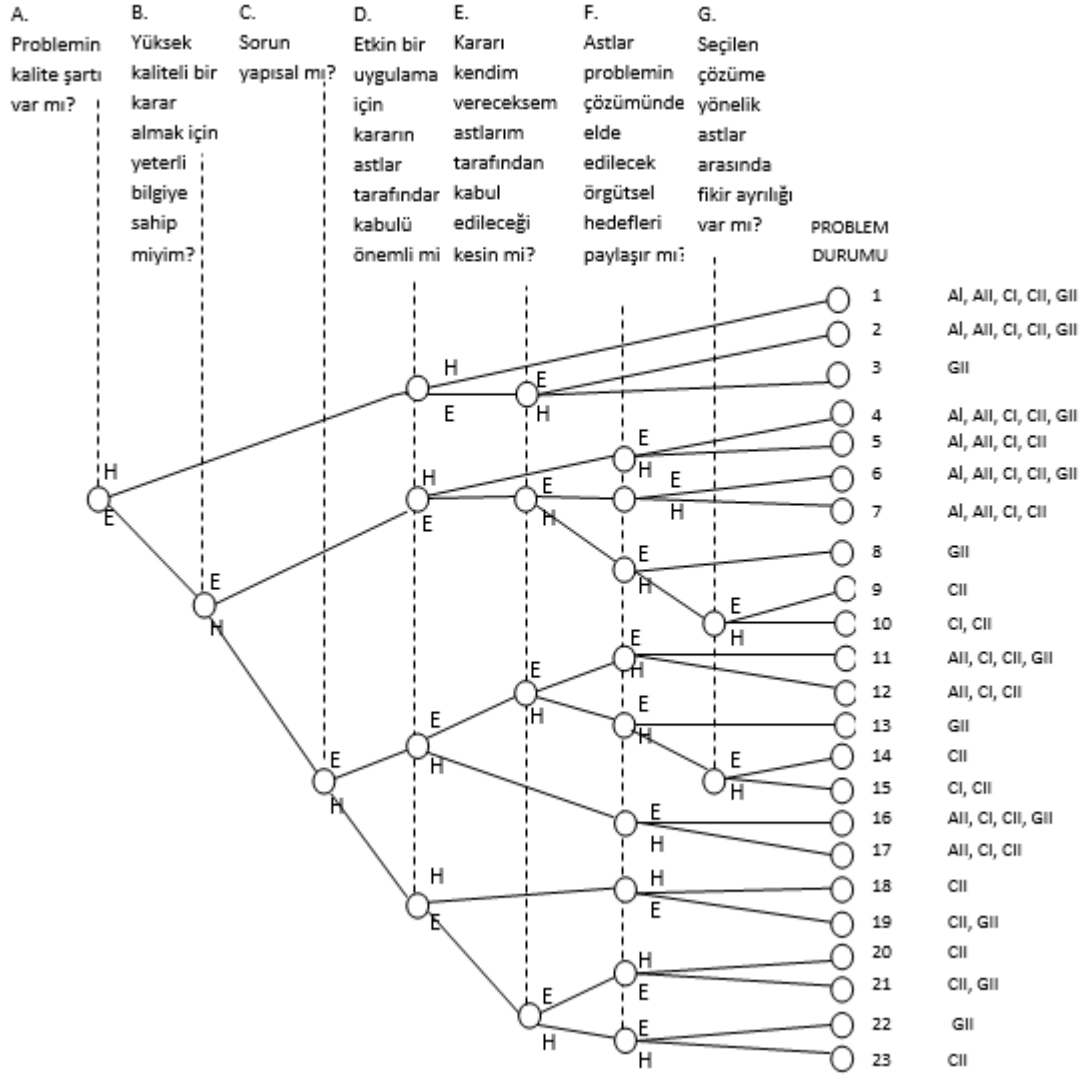 A.
Problemin
kalite şartı
var mı?
B.
Yüksek
kaliteli bir
karar
almak için
yeterli
bilgiye
sahip
miyim?
C.
Sorun
yapısal mı?
D.
Etkin bir
uygulama
için
kararın
astlar
tarafındar
kabulü
önemli mi
E.
Kararı
kendim
vereceksem
astlarım
tarafından
kabul
edileceği
kesin mi?
F.
Astlar
problemin
çözümünde
elde
edilecek
örgütsel
hedefleri
paylaşır mı?
G.
Seçilen
çözüme
yönelik
astlar
arasında
fikir ayrılığı
var mı?
PROBLEM
DURUMU
1 Al, AII, CI, CII, GII
H
2 Al, AII, CI, CII, GII
E
3 GII
E H
4 Al, AII, CI, CII, GII
E
5 Al, AII, CI, CII
H
H H E
6 Al, AII, CI, CII, GII
E
E E H H
7 Al, AII, CI, CII
8 GII
E
E H
9 CII
E
H H
10 CI, CII
E
11 AII, CI, CII, GII
H
E
12 AII, CI, CII
E
H
13 GII
E H
14 CII
E E
H H
15 CI, CII
H
16 AII, CI, CII, GII
E
H
17 AII, CI, CII
H H
18 CII
E
E
19 CII, GII
20 CII
H
21 CII, GII
E E
22 GII
E
H H
23 CII